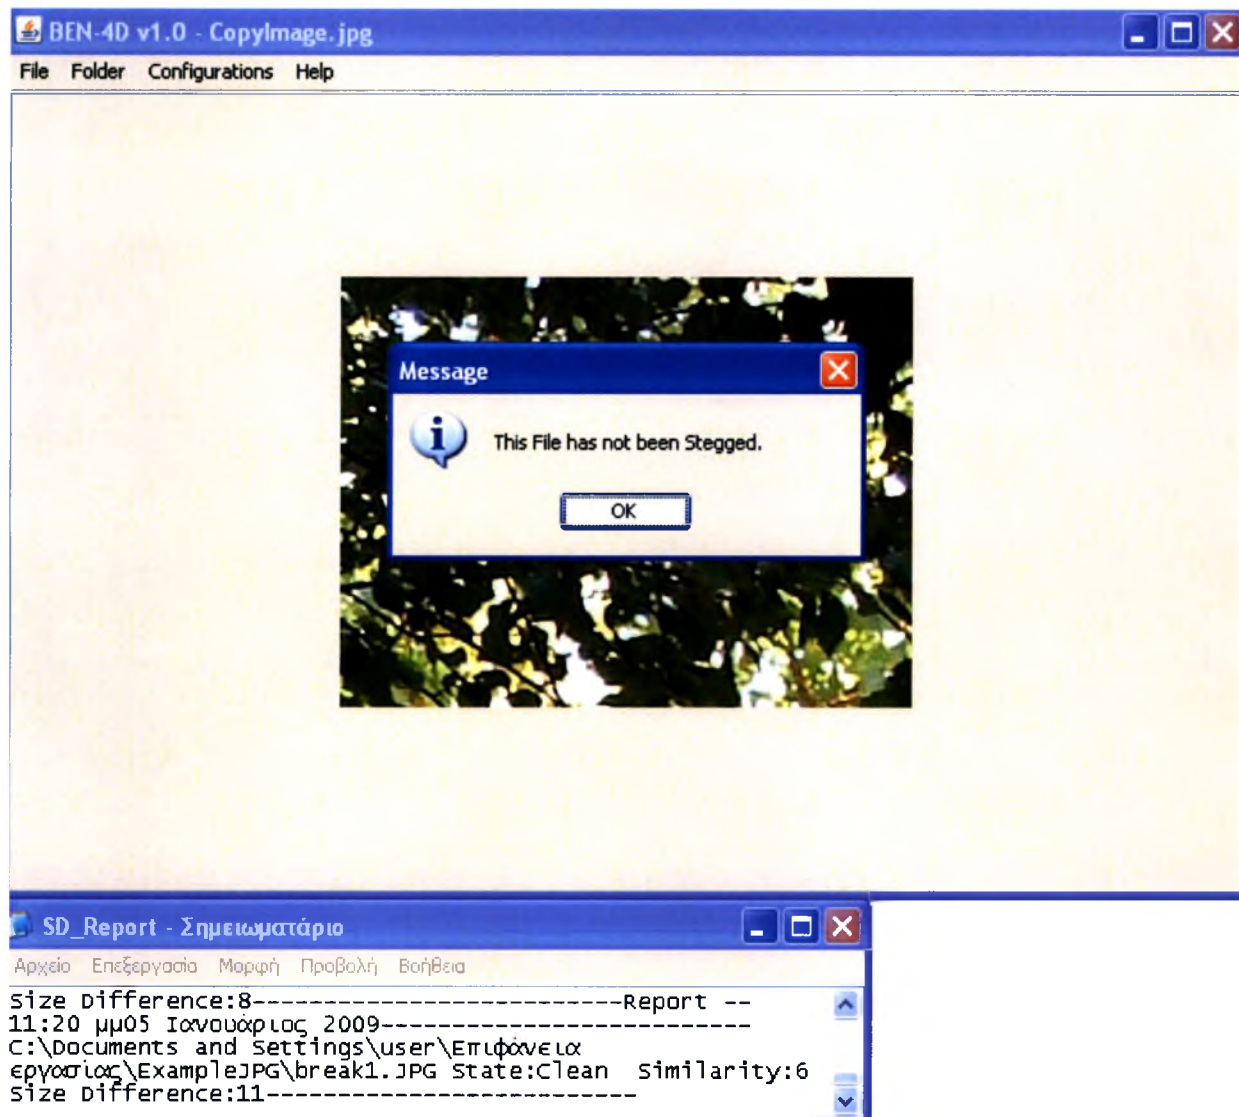 BEN-4D v1.0 - CopyImage.jpg
File Folder Configurations Help
Message
This File has not been Stegged.
OK
SD_Report - Σημειωματάριο
Αρχείο Επεξεργασία Μορφή Προβολή Βοήθεια
Size Difference:8--------------------------Report --
11:20 μμ05 Ιανουάριος 2009--------------------------
C:\Documents and Settings\user\Επιφάνεια
εργασίας\ExampleJPG\break1.JPG State:Clean Similarity:6
Size Difference:11--------------------------